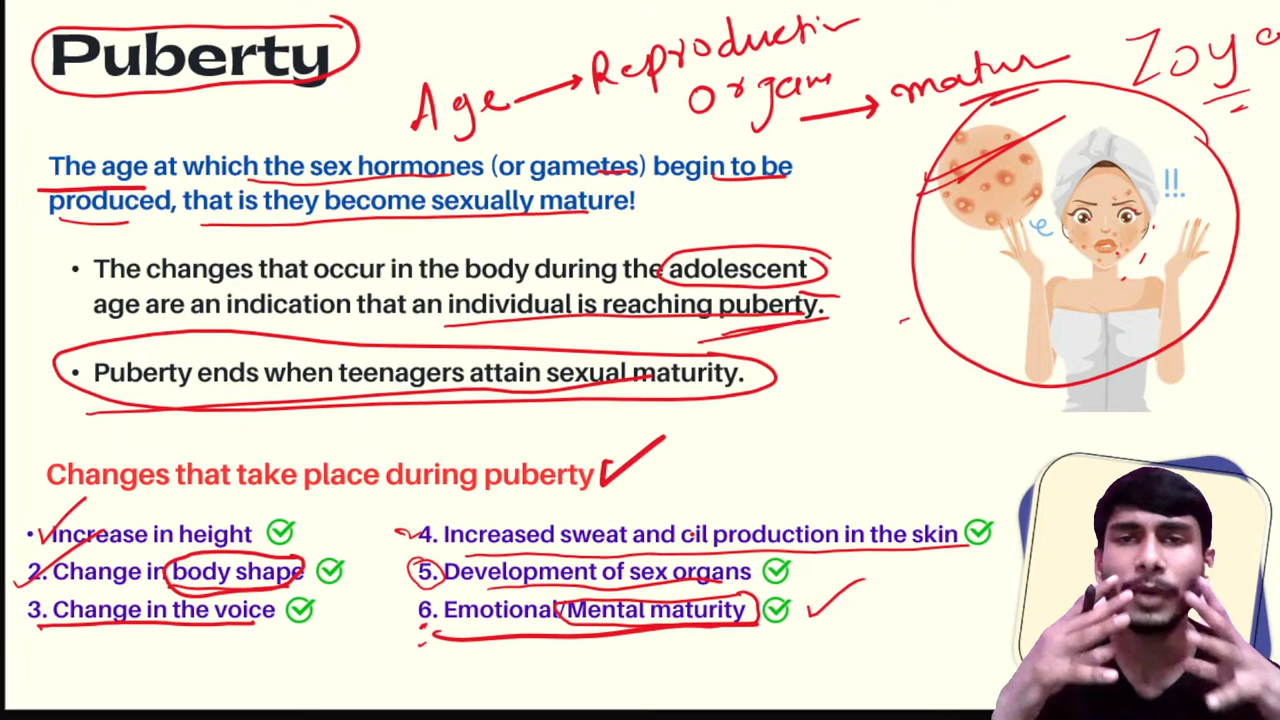 Puberty
Age → Reproductive
Organs → matur
Zoya
The age at which the sex hormones (or gametes) begin to be
produced, that is they become sexually mature!
!!.
• The changes that occur in the body during the adolescent
age are an indication that an individual is reaching puberty.
• Puberty ends when teenagers attain sexual maturity.
Changes that take place during puberty
• Increase in height
2. Change in body shape
3. Change in the voice
4. Increased sweat and oil production in the skin
5. Development of sex organs
6. Emotional/Mental maturity